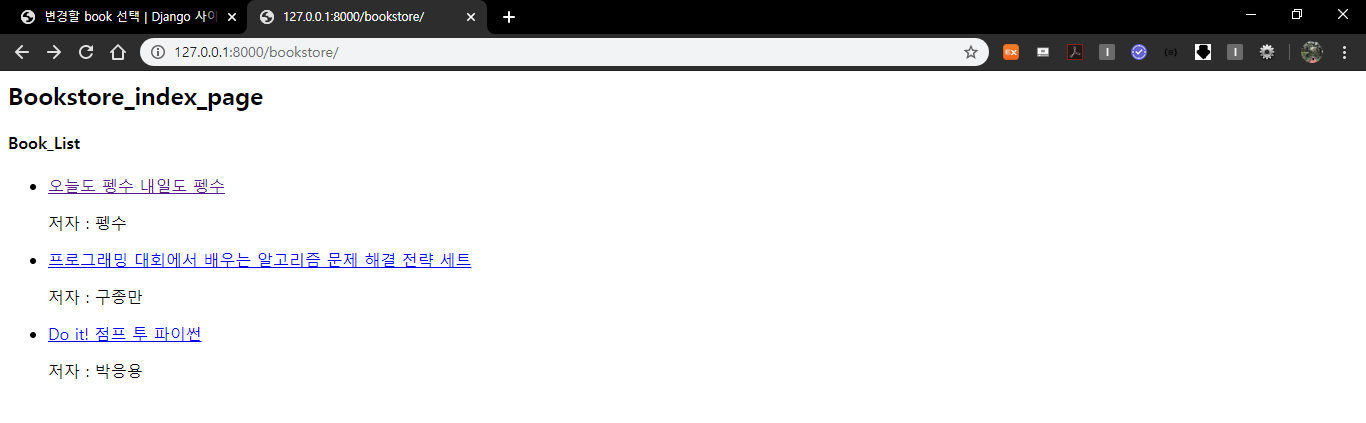 변경할 book 선택 | Django 사이
127.0.0.1:8000/bookstore/
127.0.0.1:8000/bookstore/
Bookstore_index_page
Book_List
오늘도 펭수 내일도 펭수
저자 : 펭수
프로그래밍 대회에서 배우는 알고리즘 문제 해결 전략 세트
저자 : 구종만
Do it! 점프 투 파이썬
저자 : 박응용